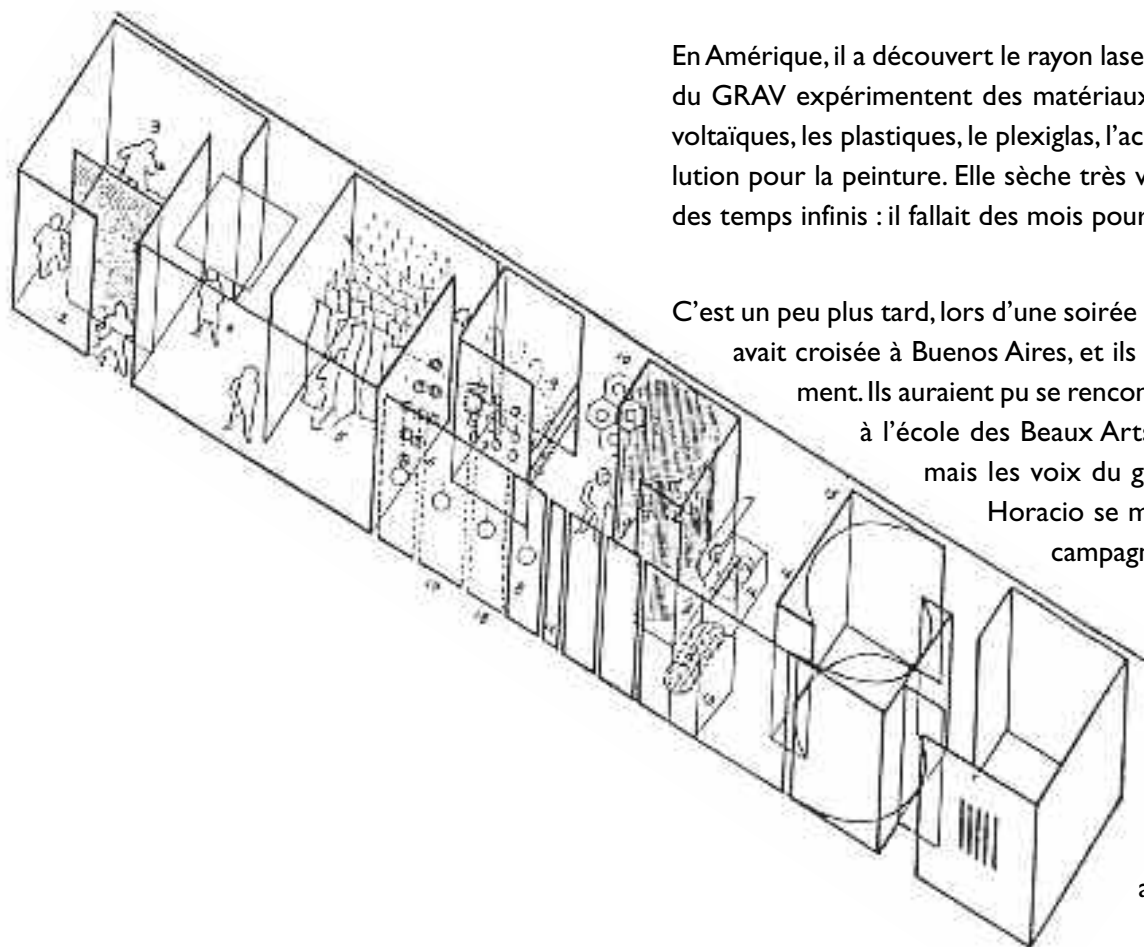 En Amérique, il a découvert le rayon lase
du GRAV expérimentent des matériaux
voltaïques, les plastiques, le plexiglas, l'ac
lution pour la peinture. Elle sèche très v
des temps infinis : il fallait des mois pour
C'est un peu plus tard, lors d'une soirée
avait croisée à Buenos Aires, et ils
ment. Ils auraient pu se rencon
à l'école des Beaux Arts
mais les voix du g
Horacio se m
campagn
a